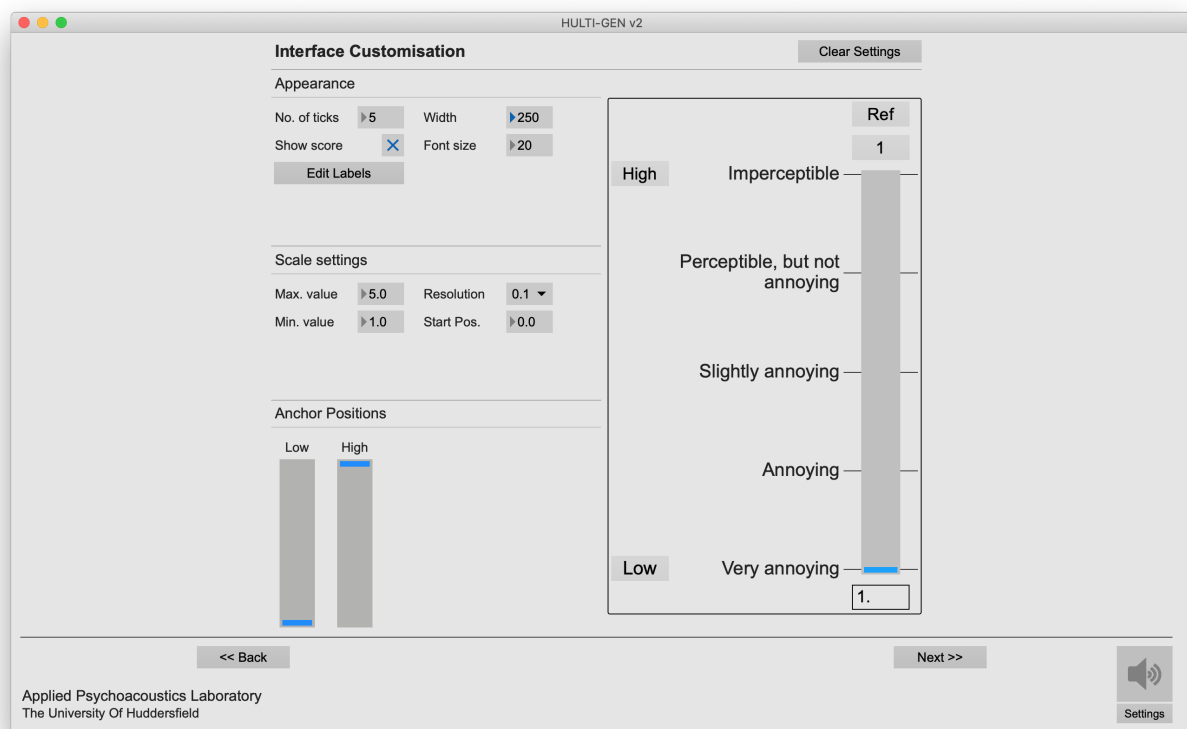 HULTI-GEN v2
Interface Customisation
Clear Settings
Appearance
No. of ticks 5 Width 250
Show score Font size 20
Edit Labels
Scale settings
Max. value 5.0 Resolution 0.1
Min. value 1.0 Start Pos. 0.0
Anchor Positions
Low High
Ref
1
High Imperceptible
Perceptible, but not
annoying
Slightly annoying
Annoying
Low Very annoying
1.
<< Back
Next >>
Applied Psychoacoustics Laboratory
The University Of Huddersfield
Settings